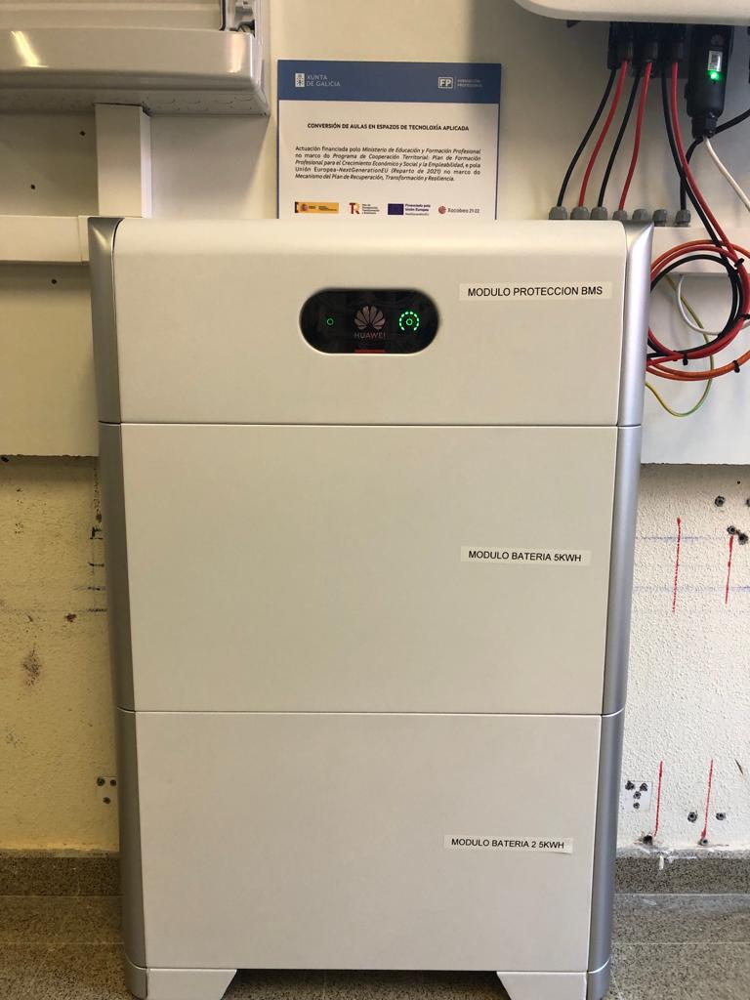 XUNTA
DE GALICIA
FP
FORMACIÓN
PROFESIONAL
CONVERSIÓN DE AULAS EN ESPAZOS DE TECNOLOXÍA APLICADA
Actuación financiada polo Ministerio de Educación y Formación Profesional
no marco do Programa de Cooperación Territorial: Plan de Formación
Profesional para el Crecimiento Económico y Social y la Empleabilidad, e pola
Unión Europea-NextGenerationEU (Reparto de 2021) no marco do
Mecanismo del Plan de Recuperación, Transformación y Resiliencia.
Financiado pola
Unión Europea
NextGenerationEU
Xacobeo 21·22
MODULO PROTECCION BMS
HUAWEI
MODULO BATERIA 5KWH
MODULO BATERIA 2 5KWH